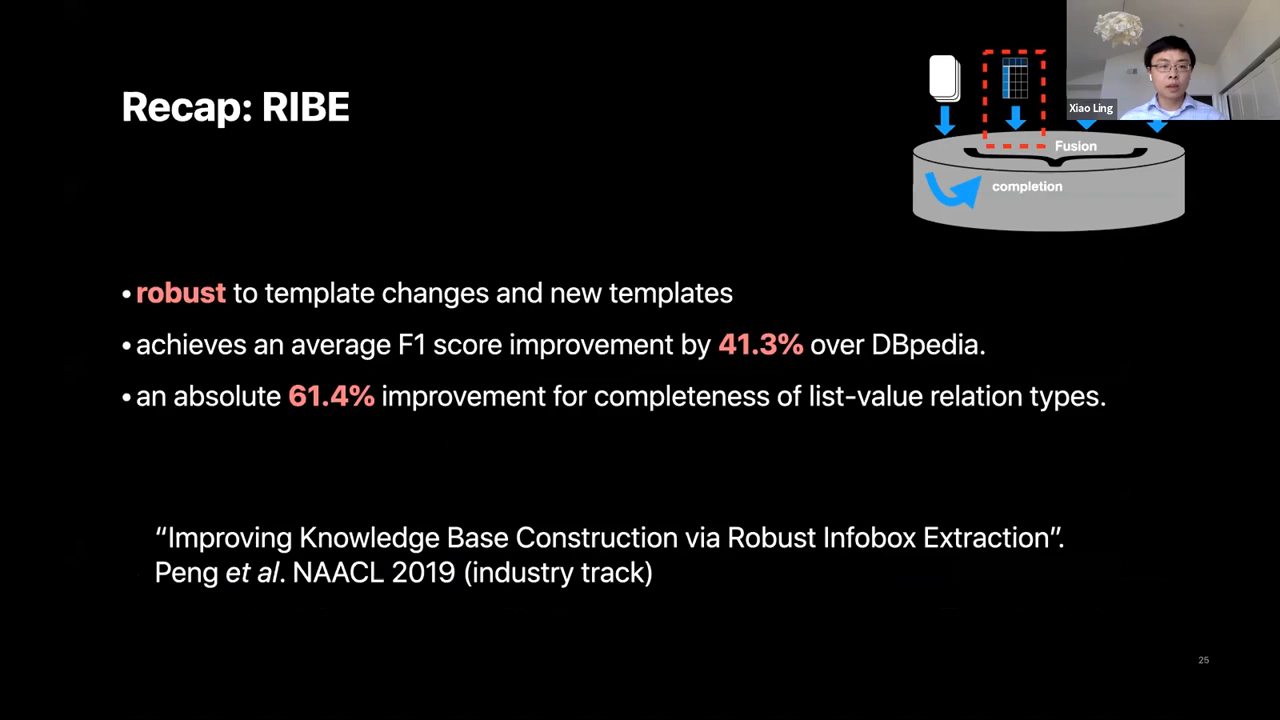 Recap: RIBE
Xiao Ling
Fusion
completion
•robust to template changes and new templates
•achieves an average F1 score improvement by 41.3% over DBpedia.
•an absolute 61.4% improvement for completeness of list-value relation types.
“Improving Knowledge Base Construction via Robust Infobox Extraction”.
Peng et al. NAACL 2019 (industry track)
25